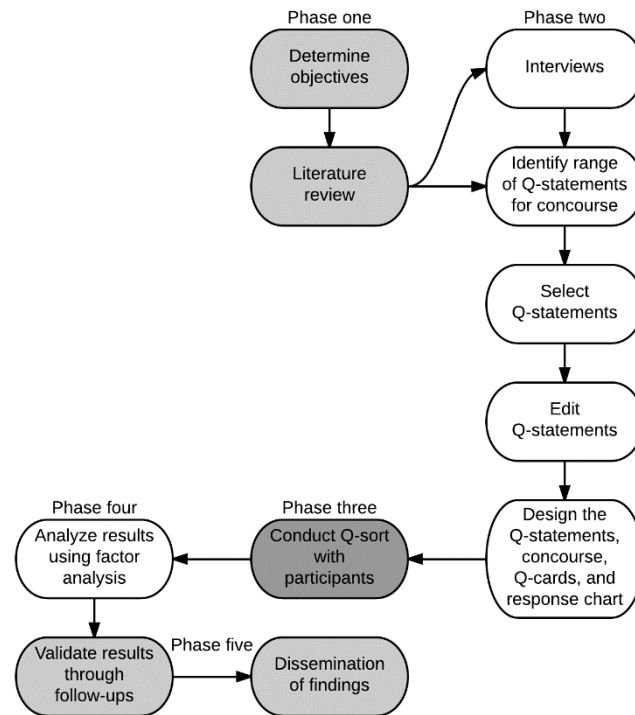 Phase one
Determine
objectives
Literature
review
Phase two
Interviews
Identify range
of Q-statements
for concourse
Select
Q-statements
Edit
Q-statements
Design the
Q-statements,
concourse,
Q-cards, and
response chart
Phase three
Conduct Q-sort
with
participants
Phase four
Analyze results
using factor
analysis
Validate results
through
follow-ups
Phase five
Dissemination
of findings